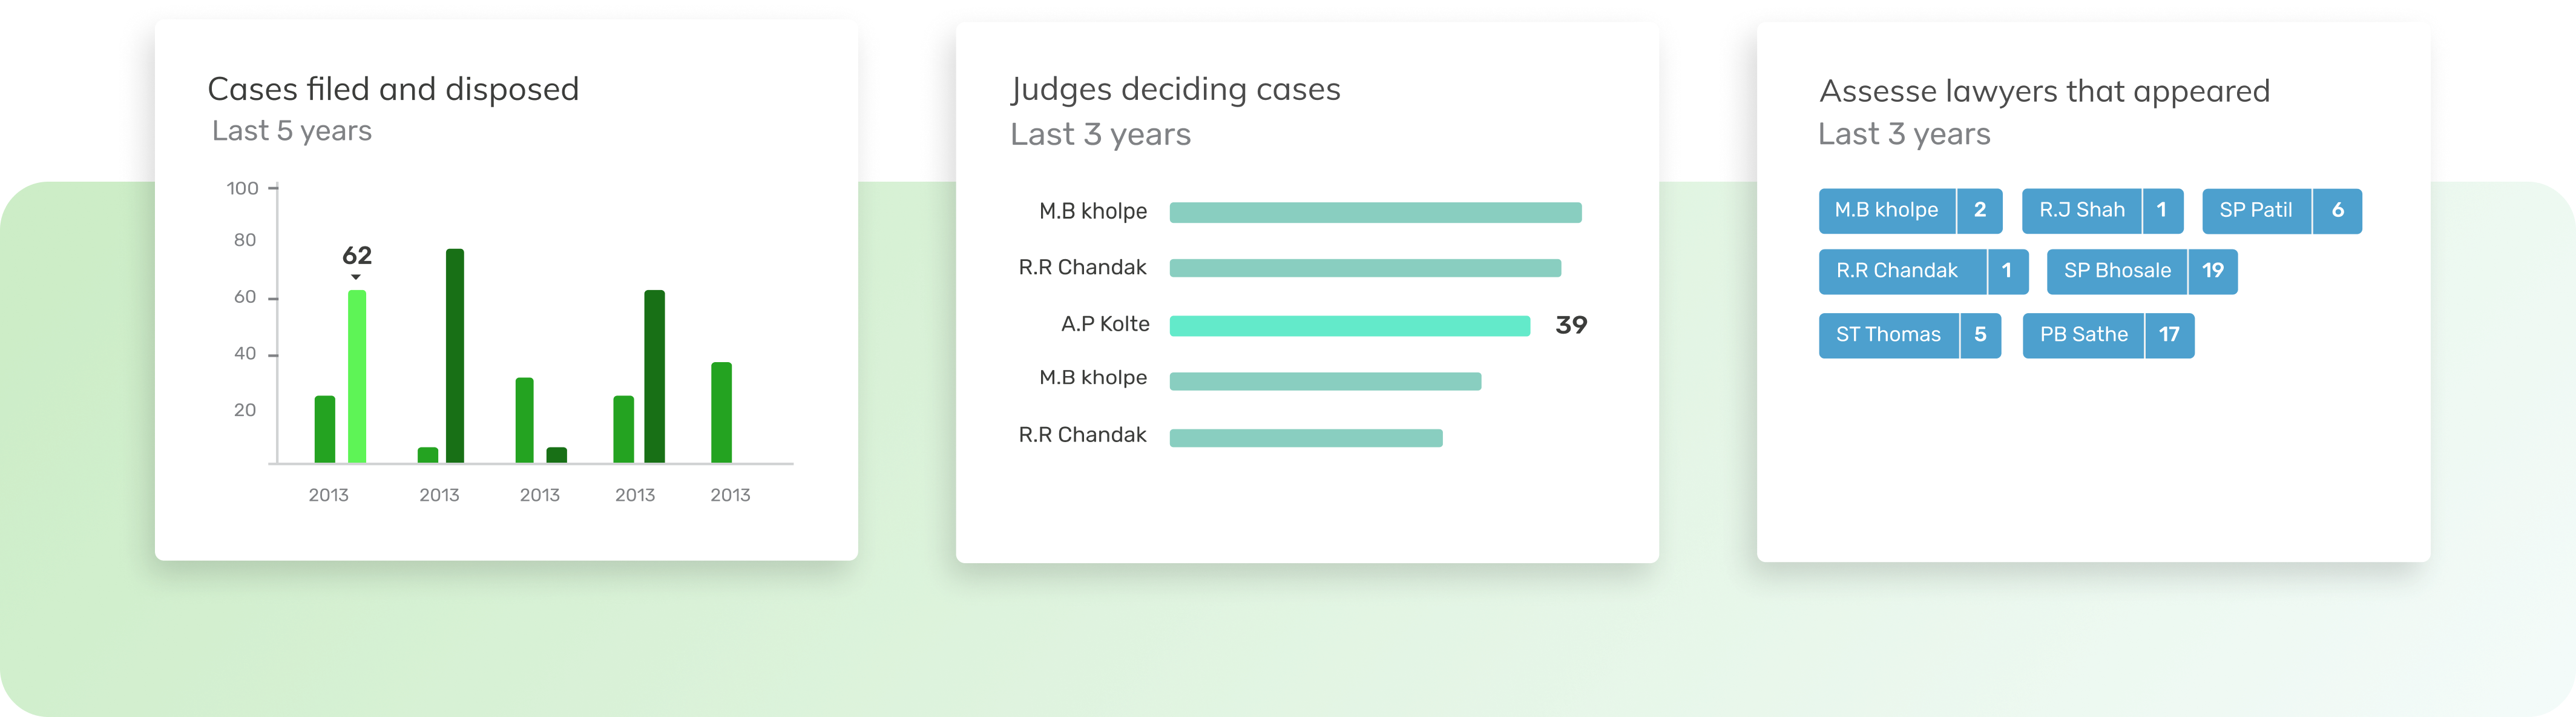 Cases filed and disposed
Last 5 years
100
80
60
40
20
62
2013 2013 2013 2013 2013
Judges deciding cases
Last 3 years
M.B kholpe
R.R Chandak
A.P Kolte 39
M.B kholpe
R.R Chandak
Assesse lawyers that appeared
Last 3 years
M.B kholpe 2 R.J Shah 1 SP Patil 6
R.R Chandak 1 SP Bhosale 19
ST Thomas 5 PB Sathe 17